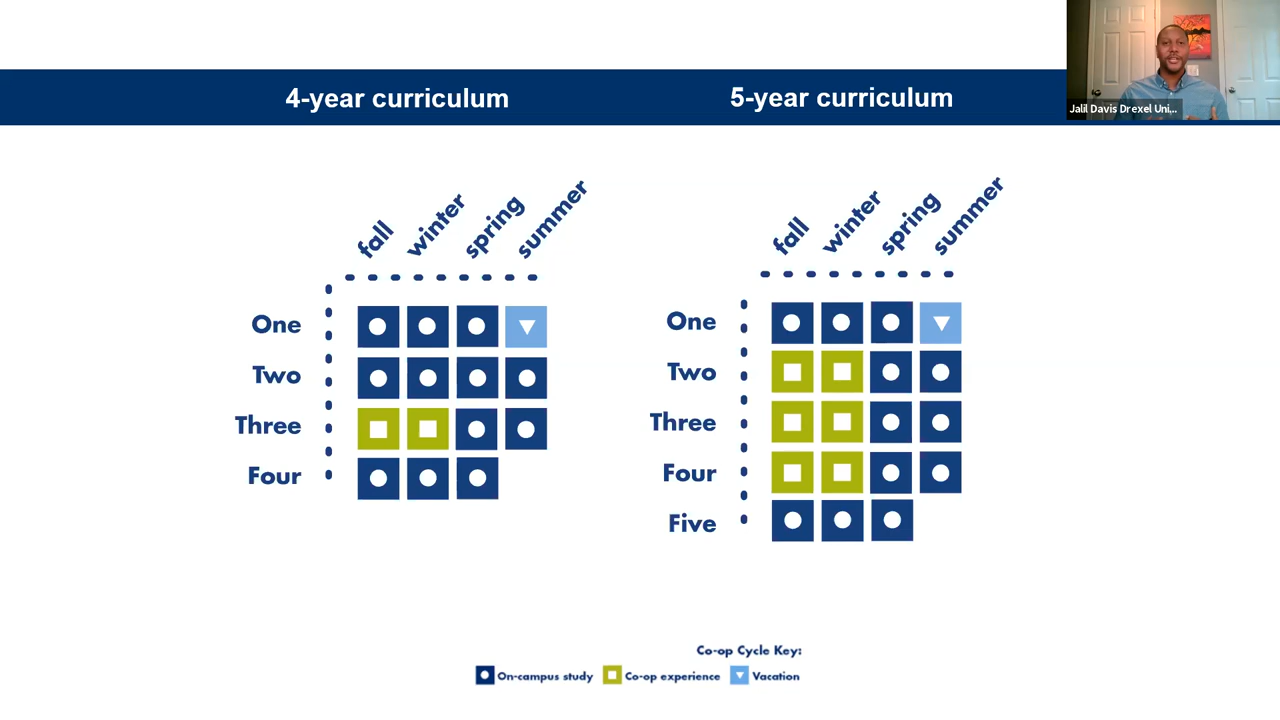 4-year curriculum
5-year curriculum
Jalil Davis Drexel Uni...
fall
winter
spring
summer
One
Two
Three
Four
fall
winter
spring
summer
One
Two
Three
Four
Five
Co-op Cycle Key:
On-campus study
Co-op experience
Vacation